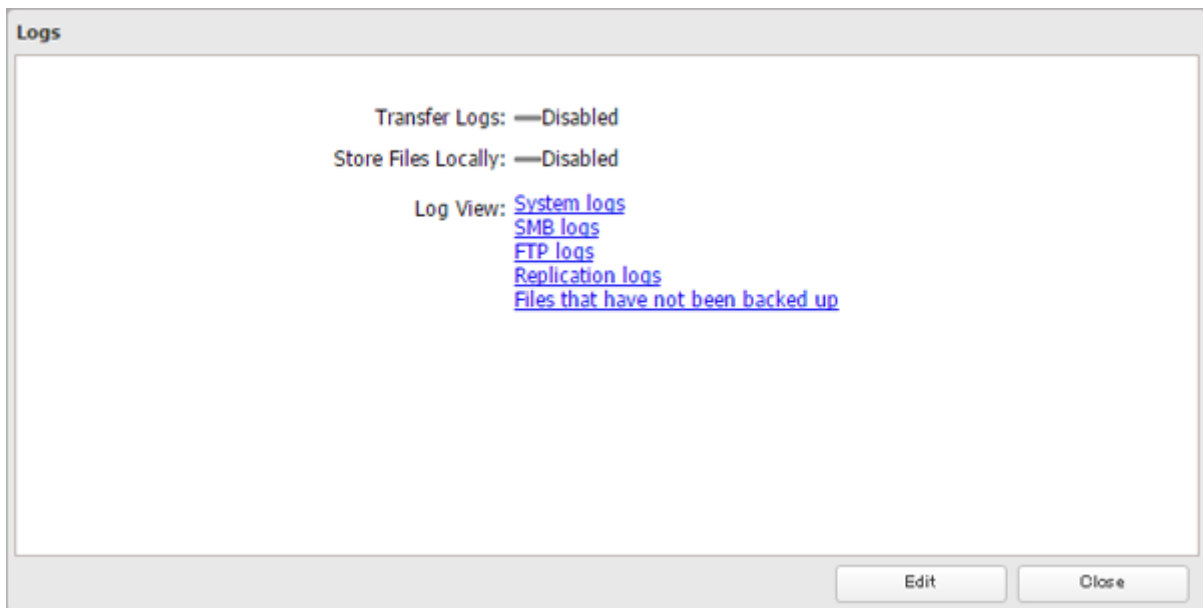 Logs
Transfer Logs: Disabled
Store Files Locally: Disabled
Log View: System logs
SMB logs
FTP logs
Replication logs
Files that have not been backed up
Edit Close